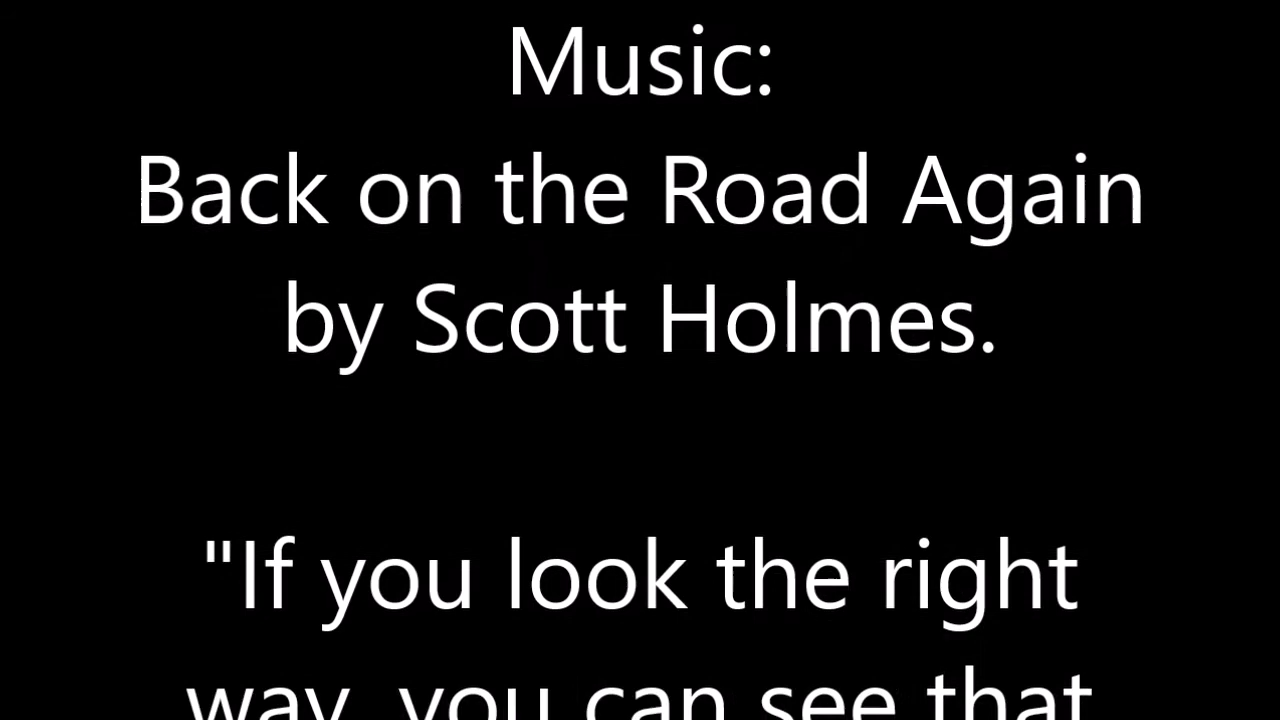 Music:
Back on the Road Again
by Scott Holmes.
"If you look the right
way, you can see that